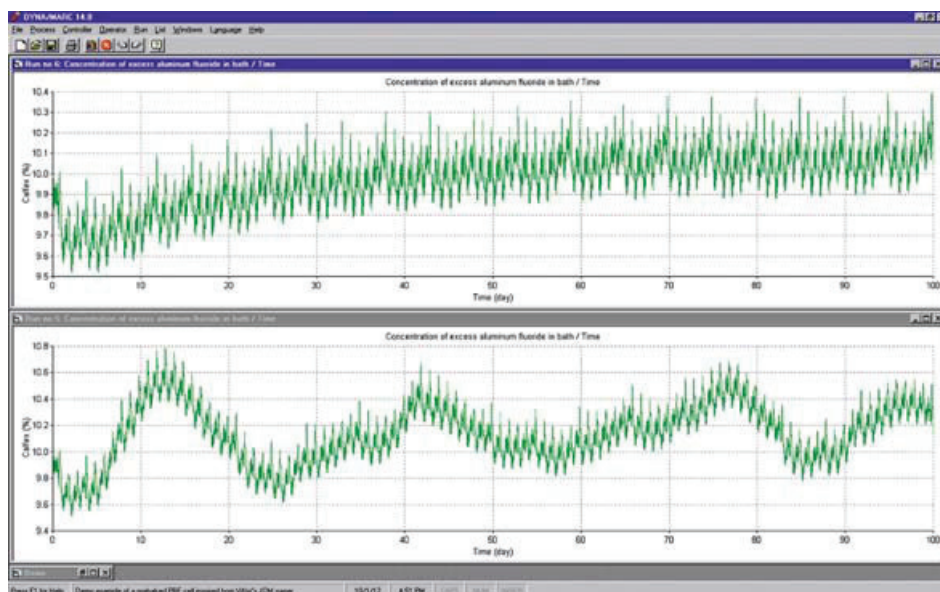 DYNA/MARC 14.0
File Process Controller Operator Run List Windows Language Help
Run no 6: Concentration of excess aluminum fluoride in bath / Time
Concentration of excess aluminum fluoride in bath / Time
10.4
10.2
10.1
10.0
9.9
9.8
9.7
9.6
9.5
0 10 20 30 40 50 60 70 80 90 100
Time (day)
Run no 5: Concentration of excess aluminum fluoride in bath / Time
Concentration of excess aluminum fluoride in bath / Time
10.8
10.6
10.4
10.2
10.0
9.8
9.6
9.4
0 10 20 30 40 50 60 70 80 90 100
Time (day)
Press F1 for Help